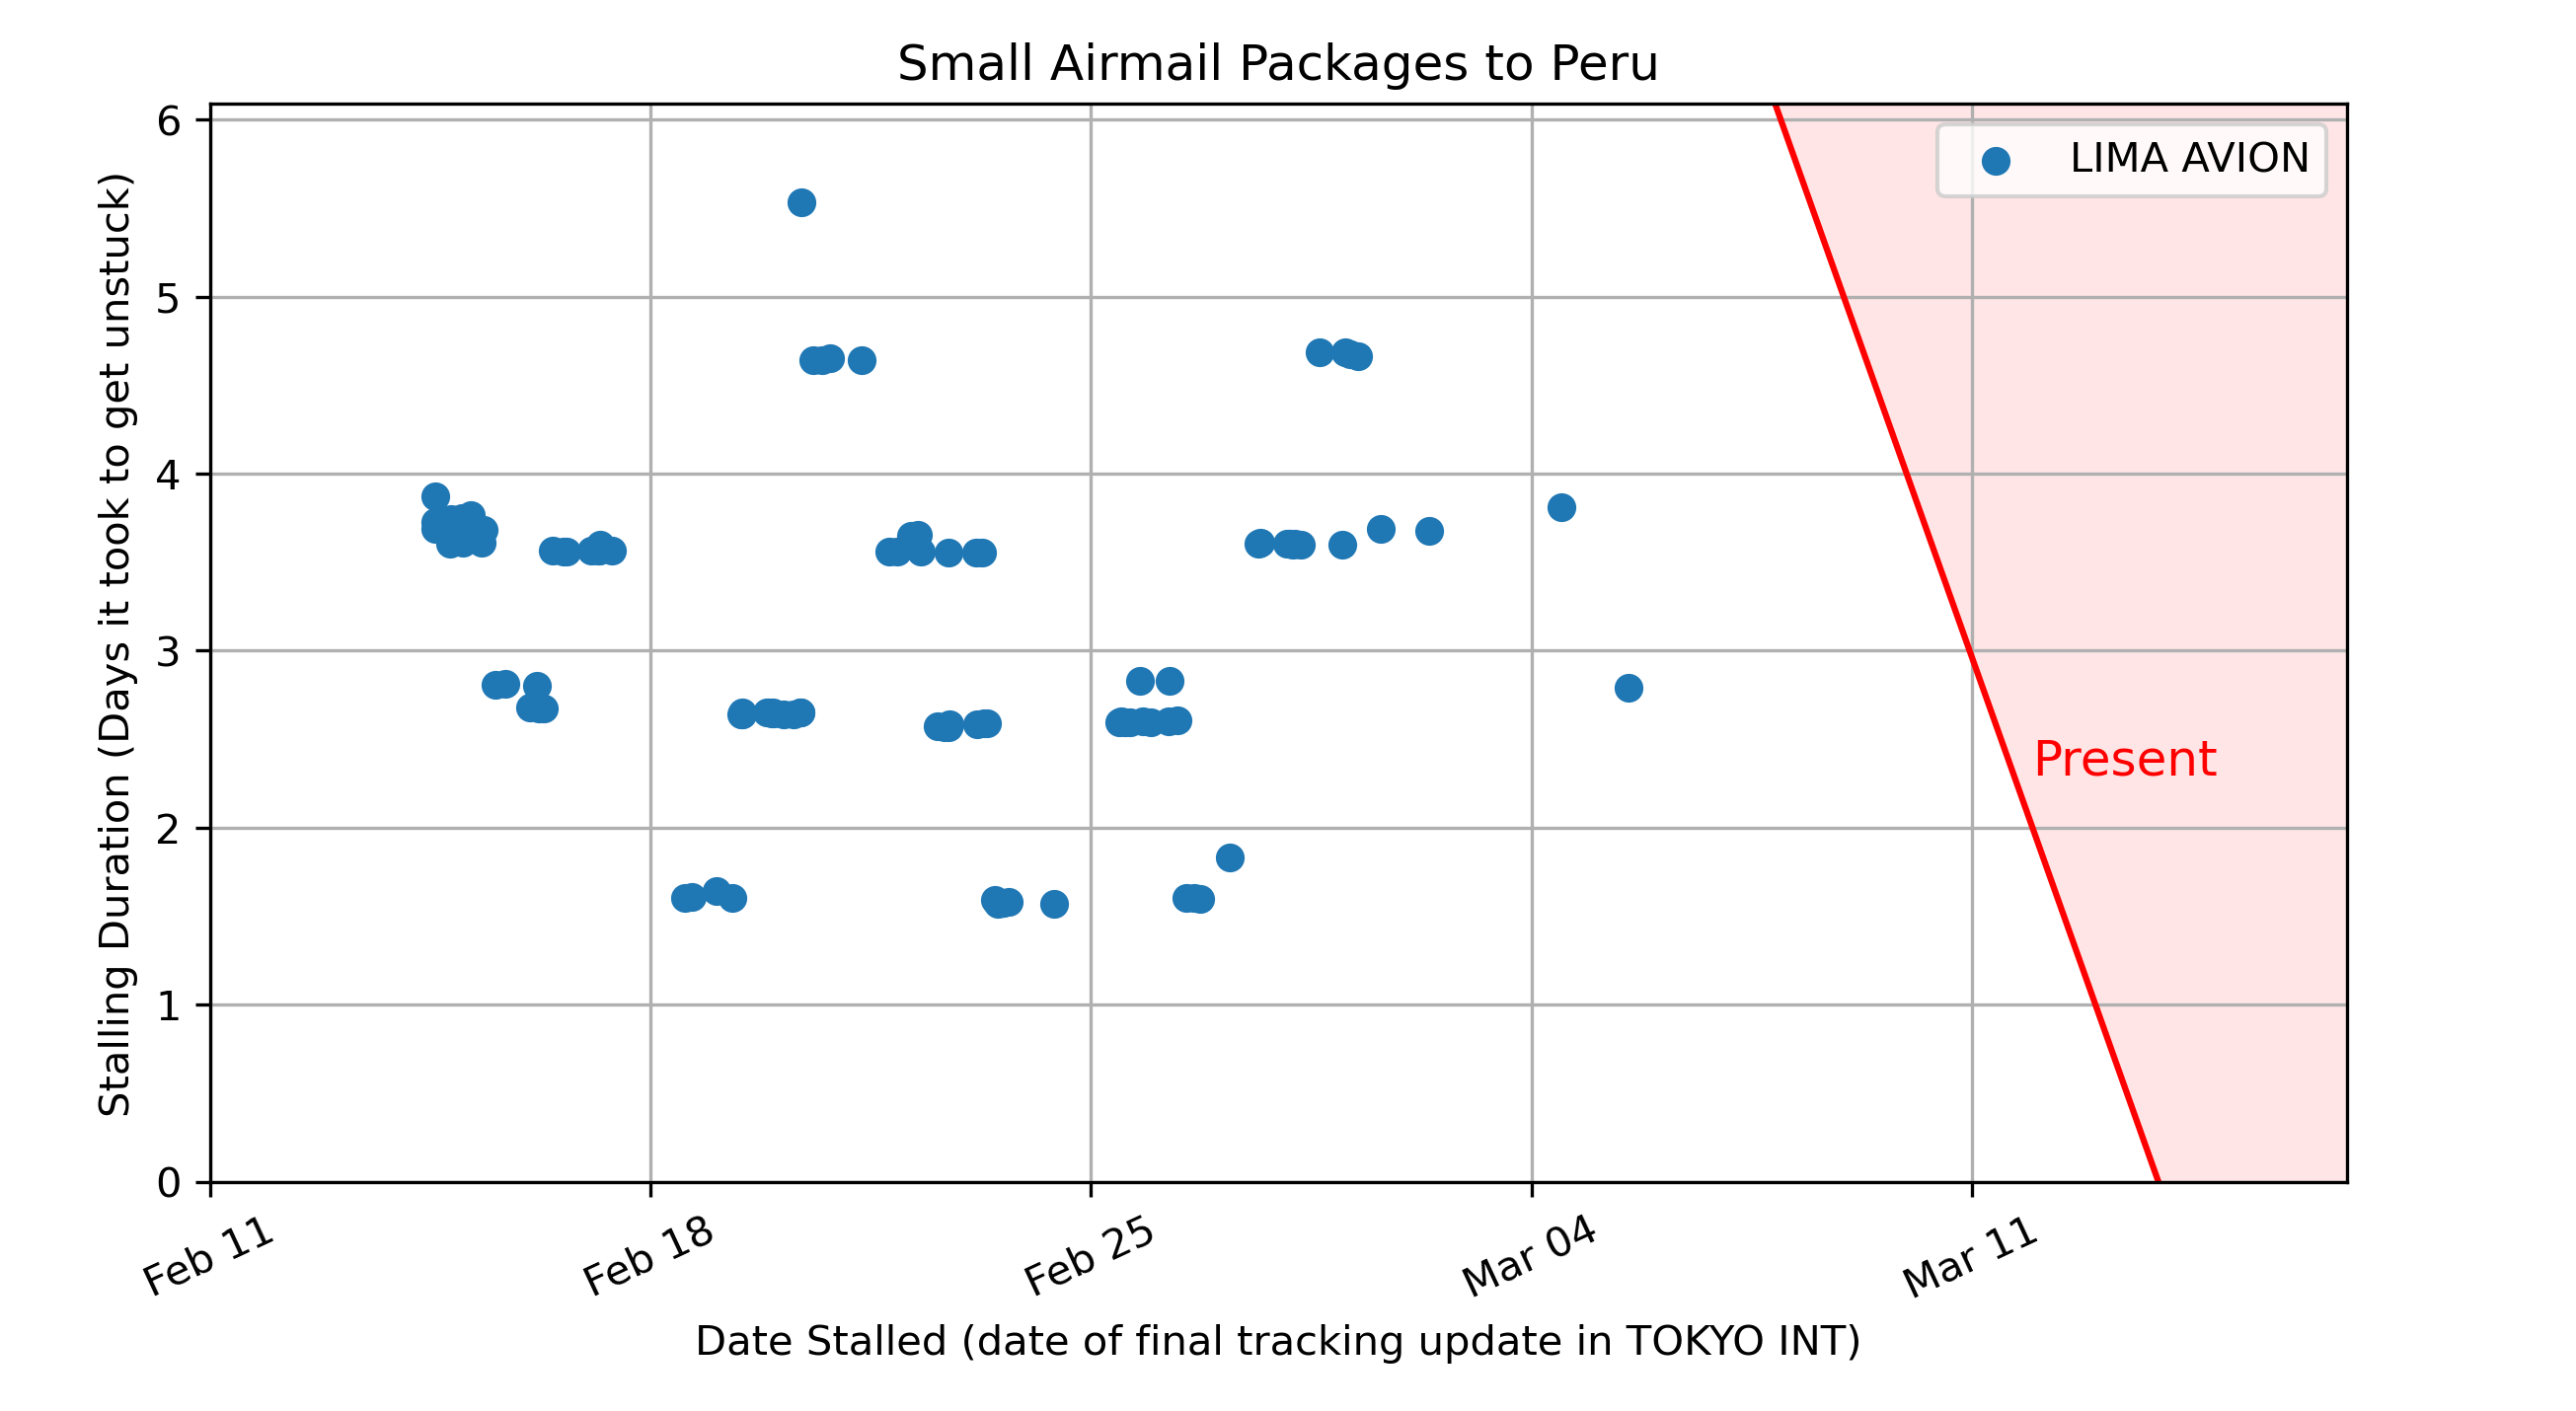 Small Airmail Packages to Peru
Stalling Duration (Days it took to get unstuck)
6
5
4
3
2
1
0
LIMA AVION
Present
Feb 11
Feb 18
Feb 25
Mar 04
Mar 11
Date Stalled (date of final tracking update in TOKYO INT)